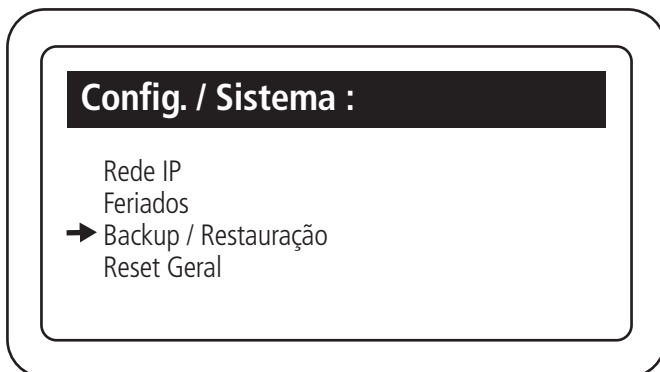 Config. / Sistema :
Rede IP
Feriados
Backup / Restauração
Reset Geral